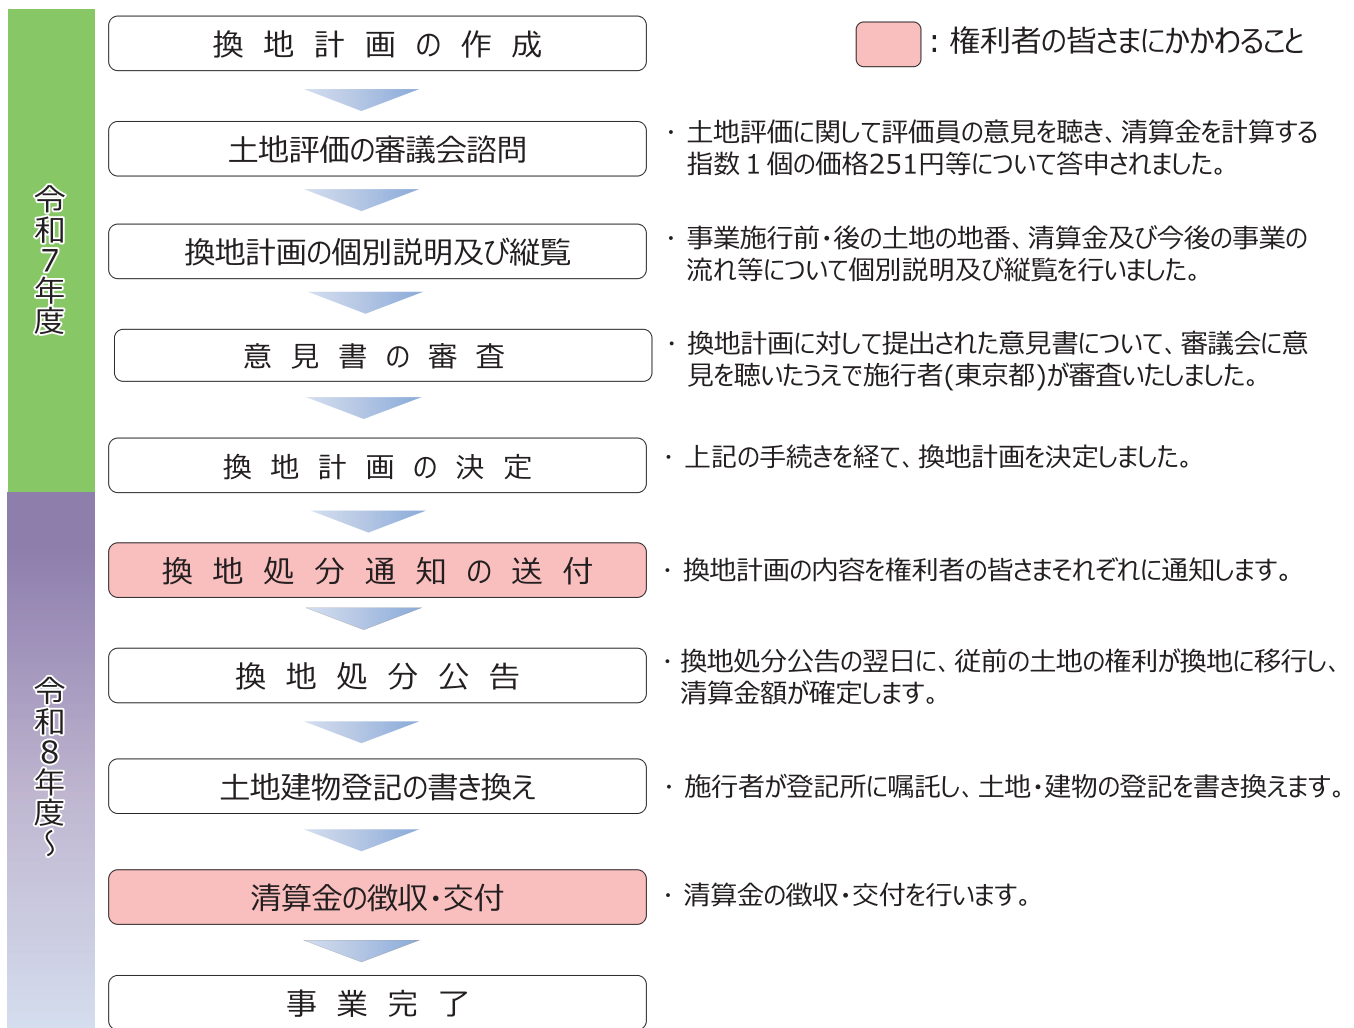 令和7年度
換地計画の作成
：権利者の皆さまにかかわること
土地評価の審議会諮問
・土地評価に関して評価員の意見を聴き、清算金を計算する
指数１個の価格251円等について答申されました。
換地計画の個別説明及び縦覧
・事業施行前・後の土地の地番、清算金及び今後の事業の
流れ等について個別説明及び縦覧を行いました。
意見書の審査
・換地計画に対して提出された意見書について、審議会に意
見を聴いたうえで施行者(東京都)が審査いたしました。
換地計画の決定
・上記の手続きを経て、換地計画を決定しました。
令和8年度～
換地処分通知の送付
・換地計画の内容を権利者の皆さまそれぞれに通知します。
換地処分公告
・換地処分公告の翌日に、従前の土地の権利が換地に移行し、
清算金額が確定します。
土地建物登記の書き換え
・施行者が登記所に嘱託し、土地・建物の登記を書き換えます。
清算金の徴収・交付
・清算金の徴収・交付を行います。
事業完了